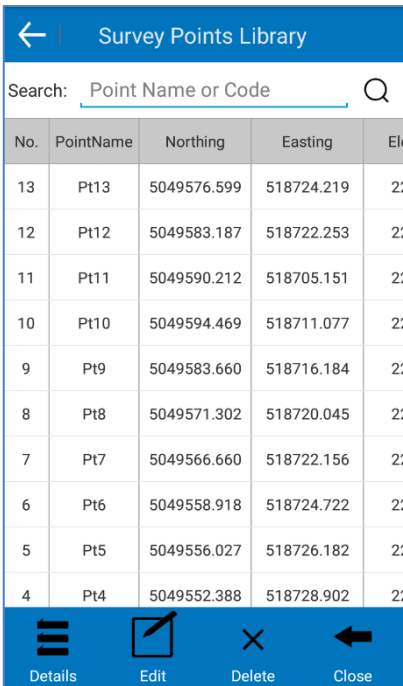 Survey Points Library
Search: Point Name or Code
No. PointName Northing Easting
13 Pt13 5049576.599 518724.219
12 Pt12 5049583.187 518722.253
11 Pt11 5049590.212 518705.151
10 Pt10 5049594.469 518711.077
9 Pt9 5049583.660 518716.184
8 Pt8 5049571.302 518720.045
7 Pt7 5049566.660 518722.156
6 Pt6 5049558.918 518724.722
5 Pt5 5049556.027 518726.182
4 Pt4 5049552.388 518728.902
Details Edit Delete Close